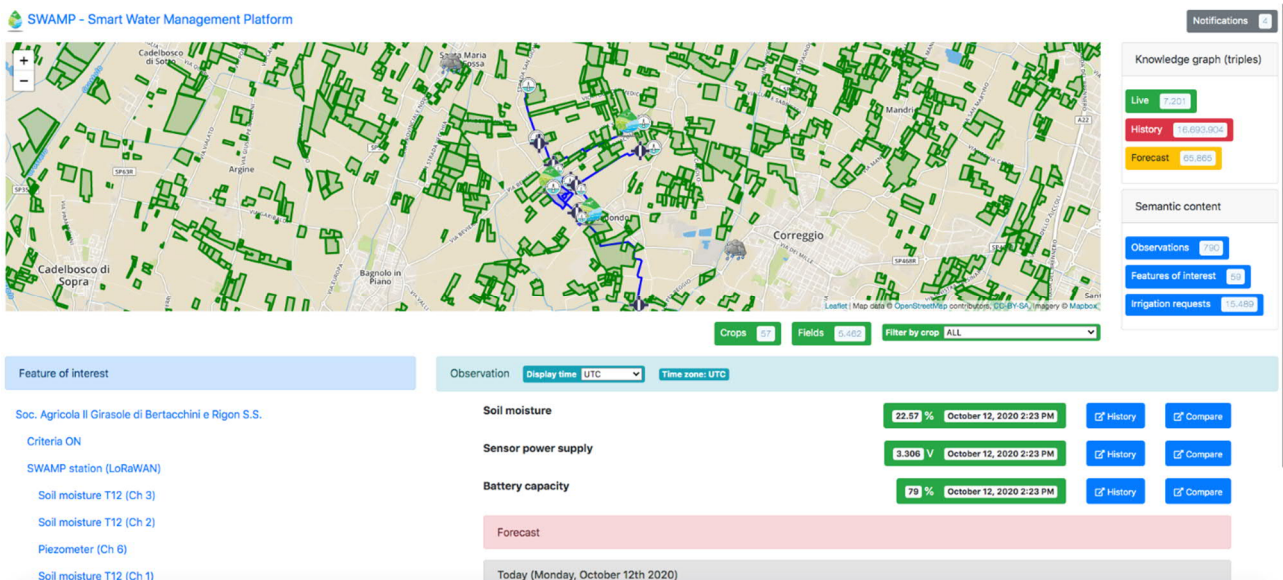 SWAMP - Smart Water Management Platform
Notifications 4
+
−
Cadelbosco
di Sotto
Santa Maria
Mandri
A22
SP63R
Argine
Correggio
SP468R
Cadelbosco di
Sopra
Bagnolo in
Piano
Leaflet | Map data © OpenStreetMap contributors, CC-BY-SA, Imagery © Mapbox
Knowledge graph (triples)
Live 7.201
History 16.693.904
Forecast 65.865
Semantic content
Observations 790
Features of interest 59
Irrigation requests 15.469
Crops 57
Fields 5.462
Filter by crop ALL
Feature of interest
Observation Display time UTC Time zone: UTC
Soc. Agricola Il Girasole di Bertacchini e Rigon S.S.
Criteria ON
SWAMP station (LoRaWAN)
Soil moisture T12 (Ch 3)
Soil moisture T12 (Ch 2)
Piezometer (Ch 6)
Soil moisture T12 (Ch 1)
Soil moisture 22.57 % October 12, 2020 2:23 PM History Compare
Sensor power supply 3.306 V October 12, 2020 2:23 PM History Compare
Battery capacity 79 % October 12, 2020 2:23 PM History Compare
Forecast
Today (Monday, October 12th 2020)